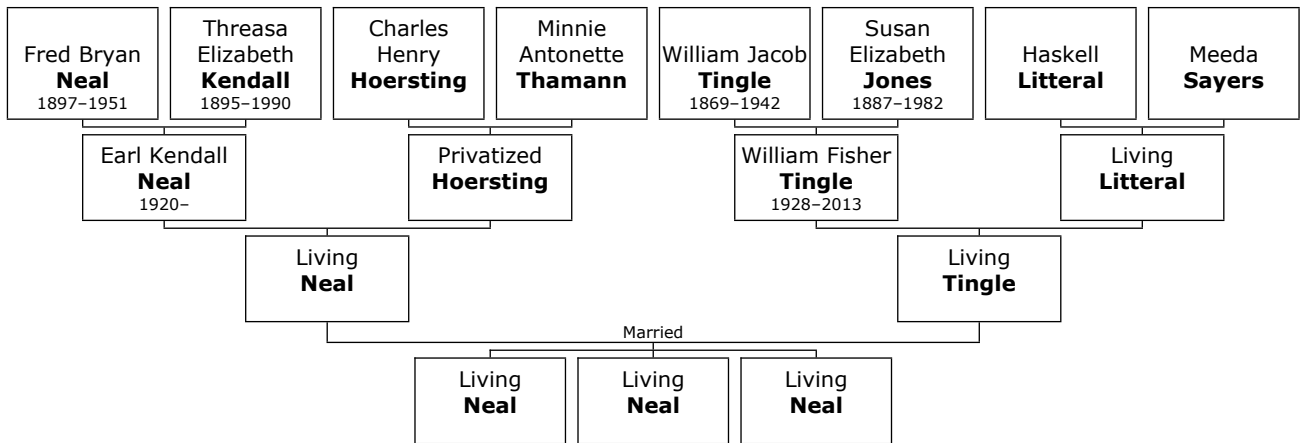 Fred Bryan
Neal
1897–1951
Threasa
Elizabeth
Kendall
1895–1990
Charles
Henry
Hoersting
Minnie
Antonette
Thamann
William Jacob
Tingle
1869–1942
Susan
Elizabeth
Jones
1887–1982
Haskell
Litteral
Meeda
Sayers
Earl Kendall
Neal
1920–
Privatized
Hoersting
William Fisher
Tingle
1928–2013
Living
Litteral
Living
Neal
Living
Tingle
Married
Living
Neal
Living
Neal
Living
Neal